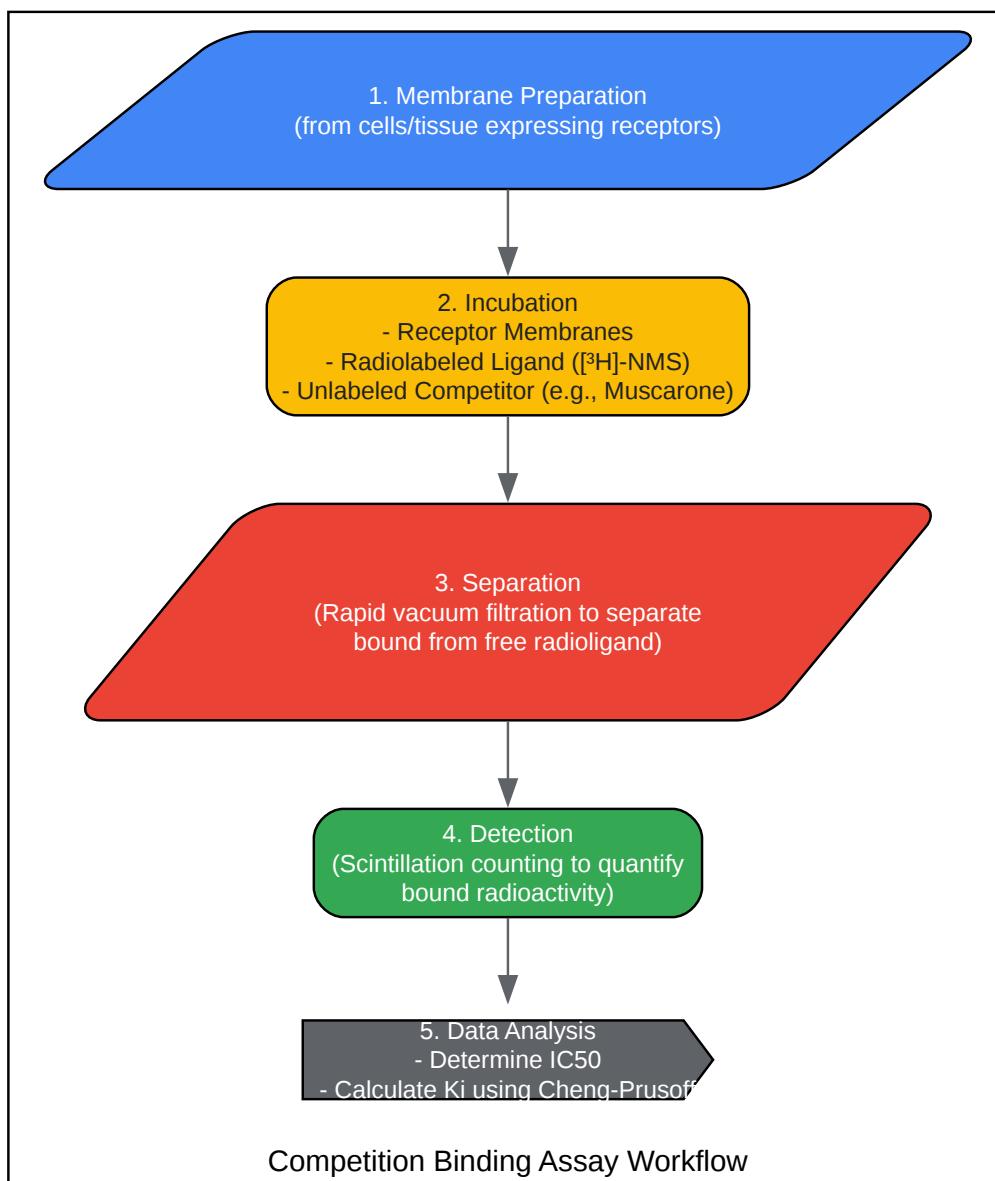 1. Membrane Preparation
(from cells/tissue expressing receptors)
2. Incubation
- Receptor Membranes
- Radiolabeled Ligand ([³H]-NMS)
- Unlabeled Competitor (e.g., Muscarone)
3. Separation
(Rapid vacuum filtration to separate
bound from free radioligand)
4. Detection
(Scintillation counting to quantify
bound radioactivity)
5. Data Analysis
- Determine IC50
- Calculate Ki using Cheng-Prusoff
Competition Binding Assay Workflow